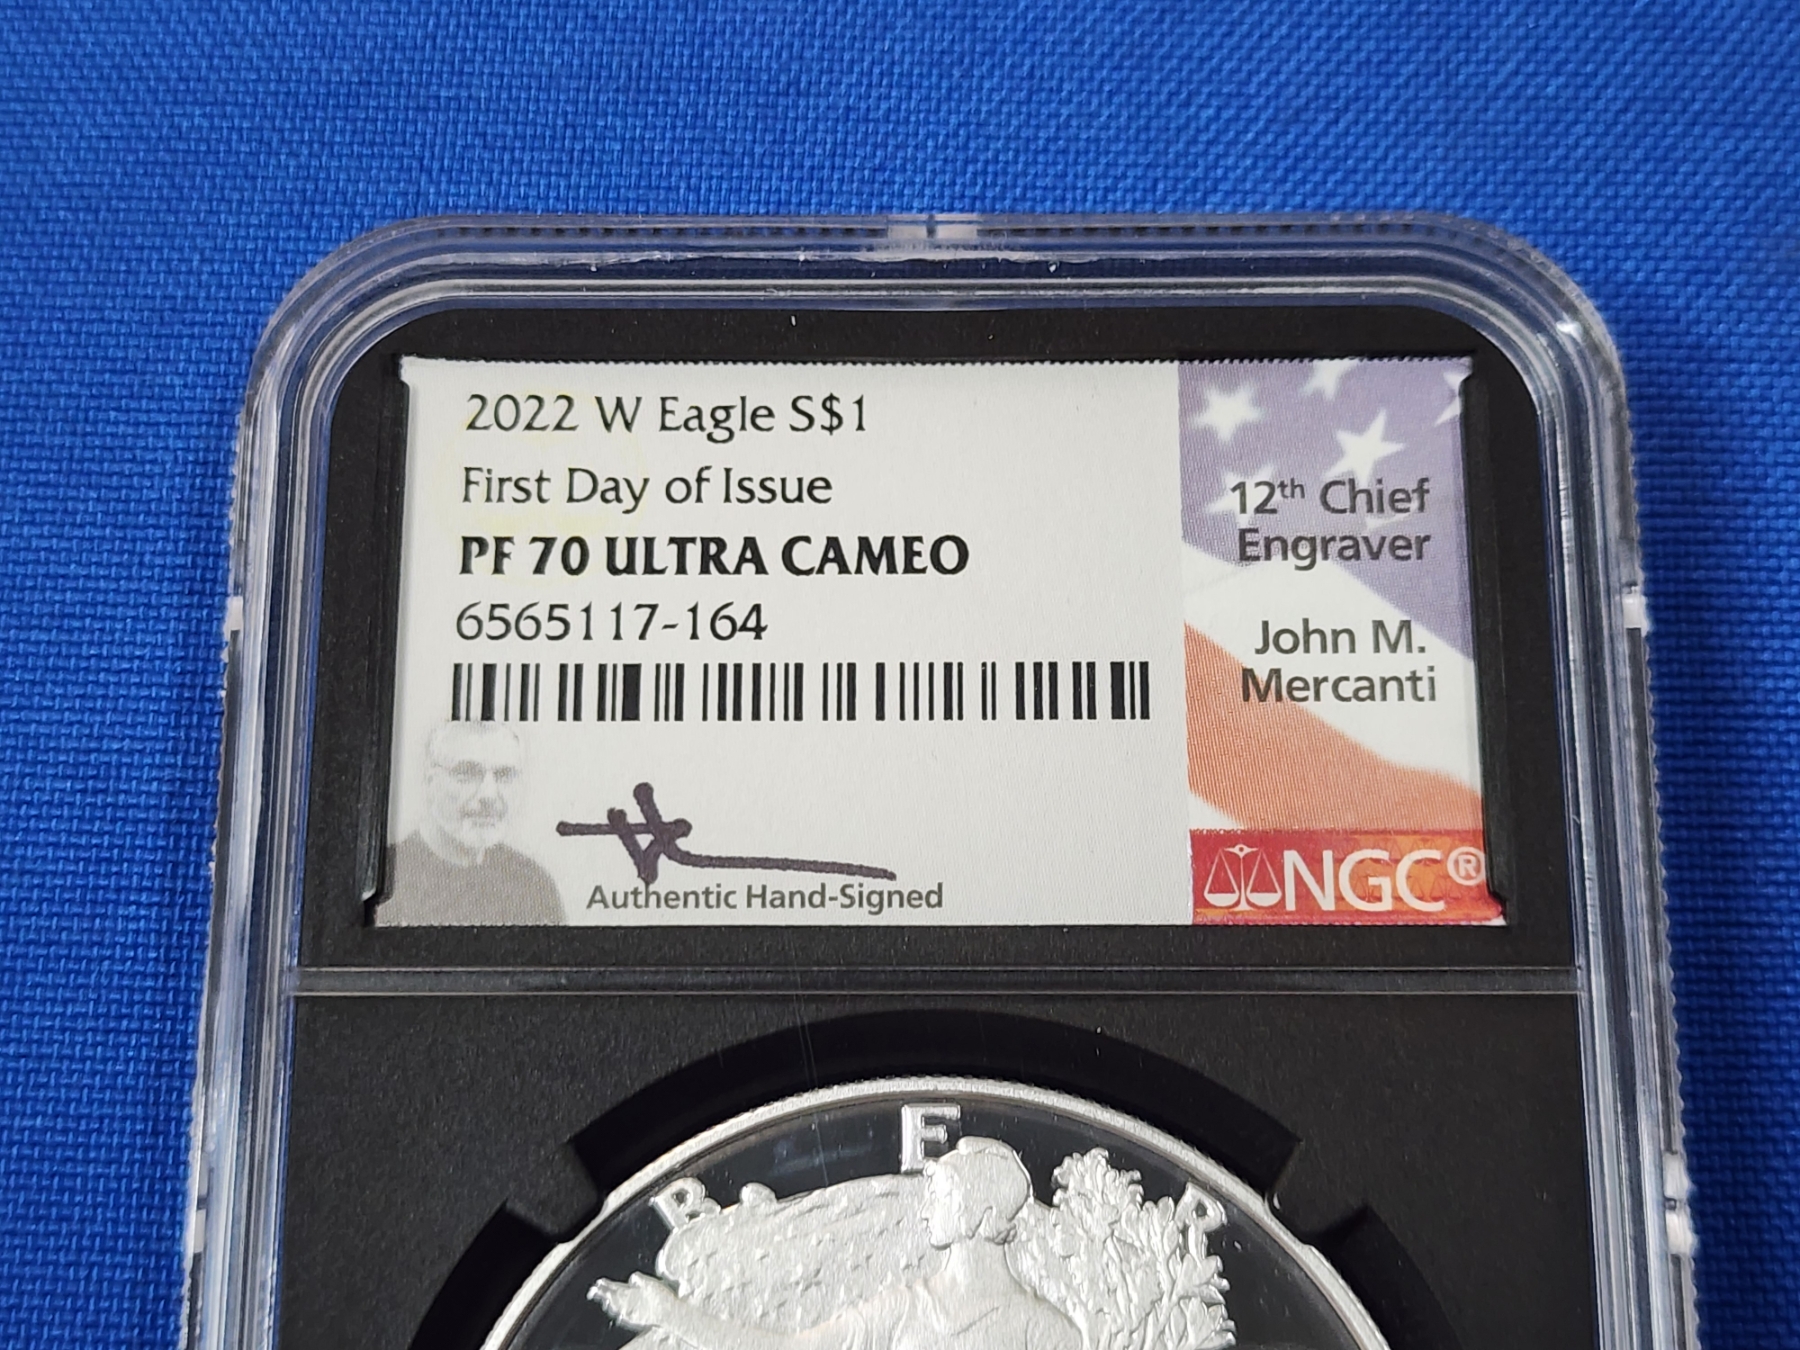 2022 W Eagle S$1
First Day of Issue
PF 70 ULTRA CAMEO
6565117-164
Authentic Hand-Signed
12th Chief
Engraver
John M.
Mercanti
NGC®
B E R